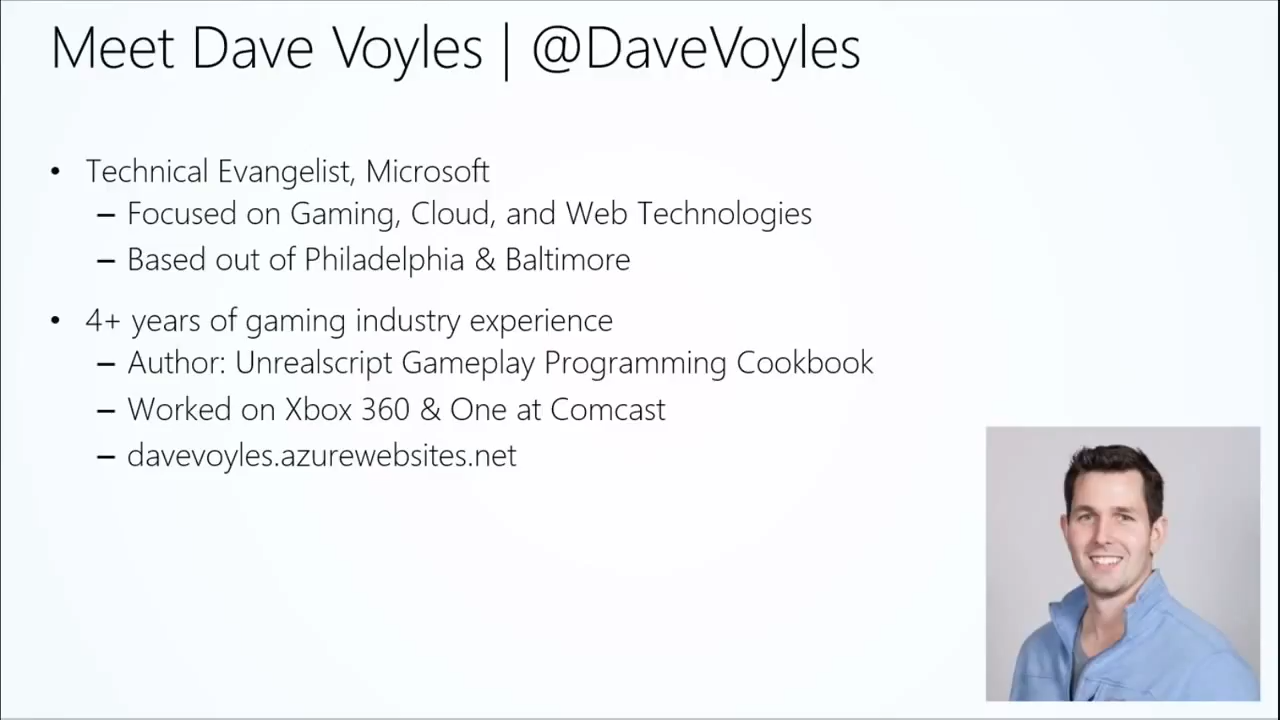 Meet Dave Voyles | @DaveVoyles
• Technical Evangelist, Microsoft
– Focused on Gaming, Cloud, and Web Technologies
– Based out of Philadelphia & Baltimore
• 4+ years of gaming industry experience
– Author: Unrealscript Gameplay Programming Cookbook
– Worked on Xbox 360 & One at Comcast
– davevoyles.azurewebsites.net